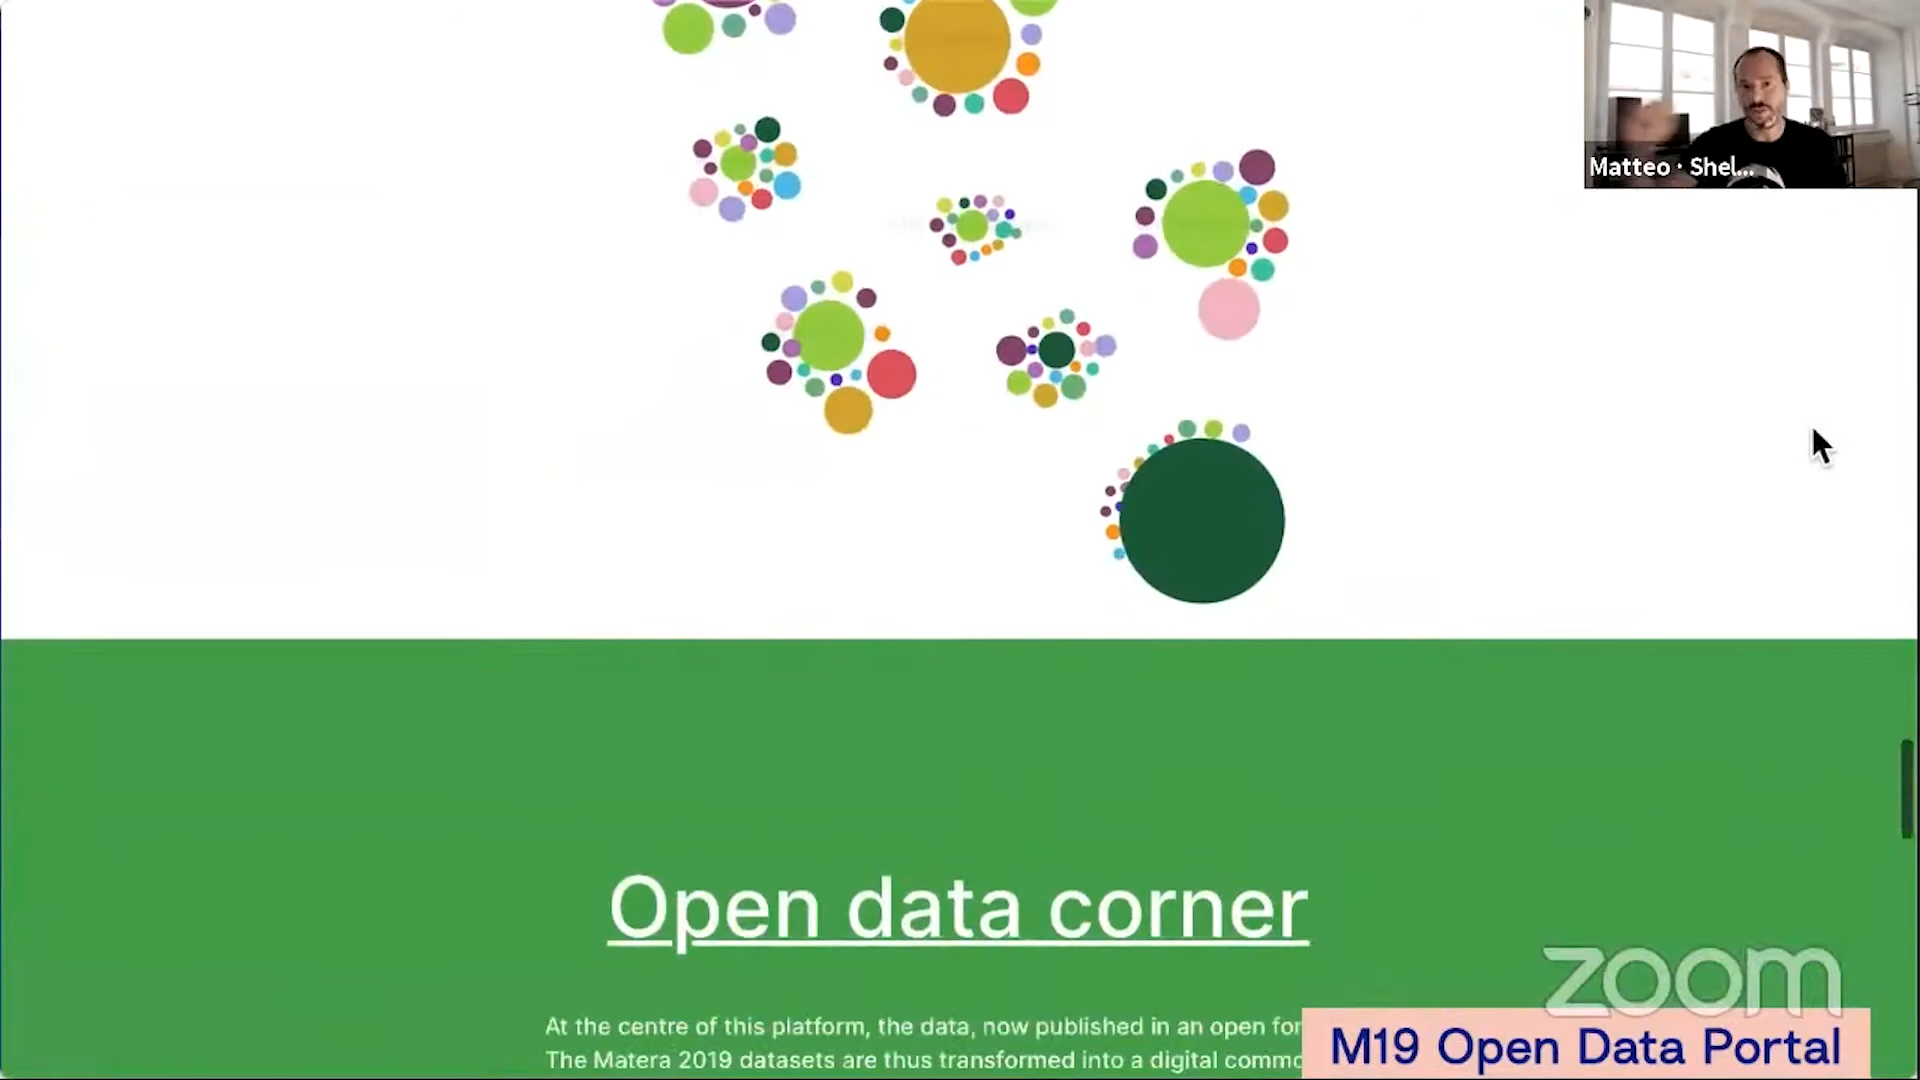 Matteo · Shel...
Open data corner
At the centre of this platform, the data, now published in an open for
The Matera 2019 datasets are thus transformed into a digital commo
zoom
M19 Open Data Portal